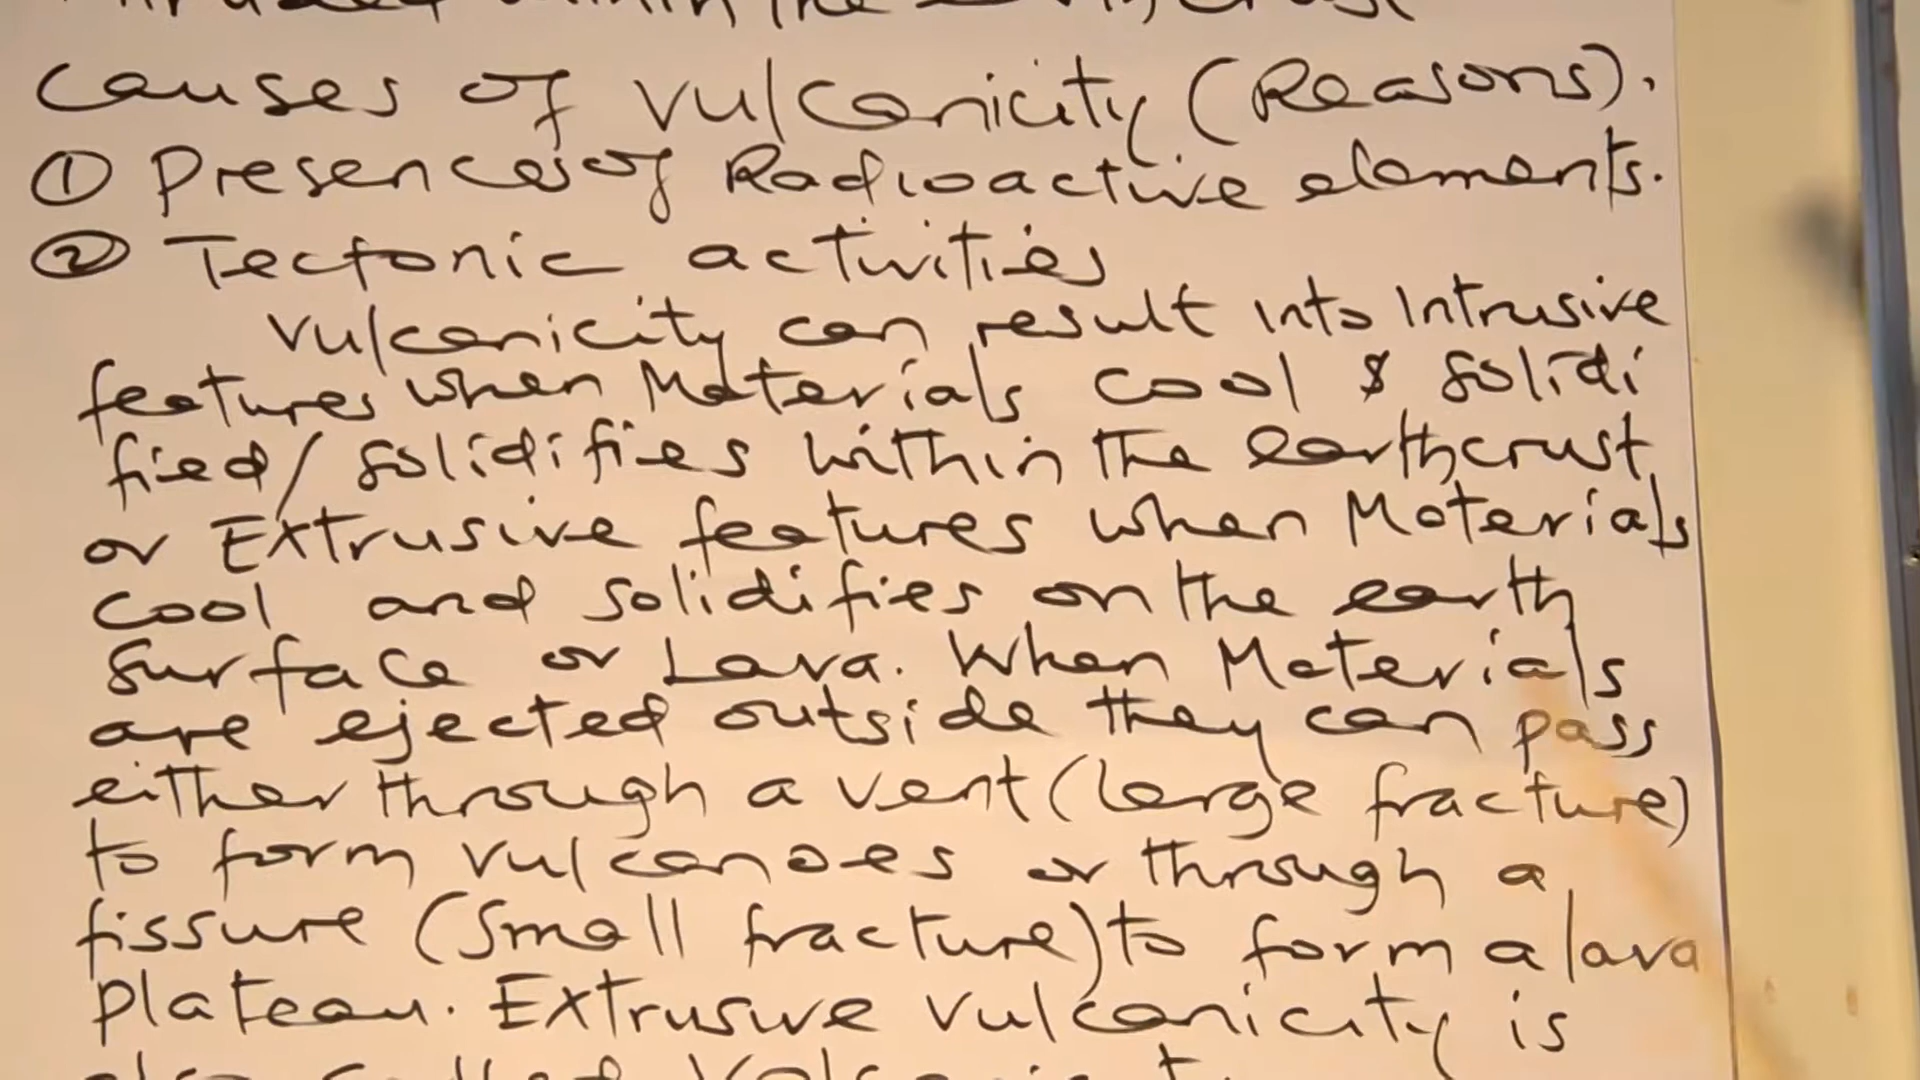 within the
causes of vulcanicity (Reasons).
① Presences of Radioactive elements.
② Tectonic activities
vulcanicity can result into Intrusive
features when Materials cool & solidi
fied/solidifies within the earthcrust
or Extrusive features when Materials
cool and solidifies on the earth
surface or Lava. When Materials
are ejected outside they can pass
either through a vent (large fracture)
to form vulcanoes or through a
fissure (small fracture) to form a lava
plateau. Extrusive vulcanicity is